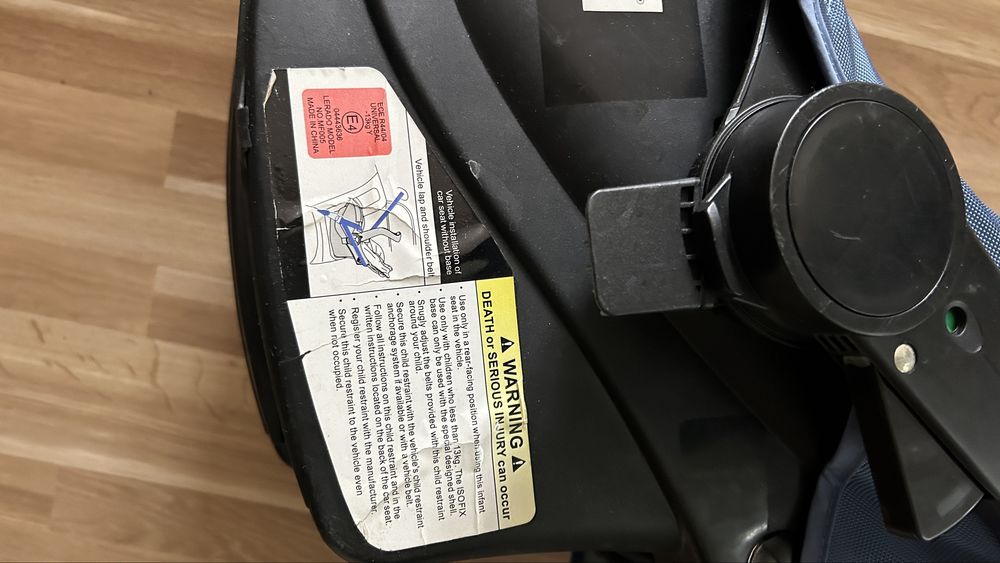 ECE R44/04
UNIVERSAL
-13kg Y
E4
04443636
LERADO MODEL
NO.MF005
MADE IN CHINA
Vehicle installation of
car seat without base
Vehicle lap and shoulder belt
WARNING
DEATH or SERIOUS INJURY can occur
• Use only in a rear-facing position when using this infant
seat in the vehicle.
• Use only with children who less than 13kg. The ISOFIX
base can only be used with the special designed shell.
• Snugly adjust the belts provided with this child restraint
around your child.
• Secure this child restraint with the vehicle's child restraint
anchorage system if available or with a vehicle belt.
• Follow all instructions on this child restraint and in the
written instructions located on the back of the car seat.
• Register your child restraint with the manufacturer.
• Secure this child restraint to the vehicle even
when not occupied.